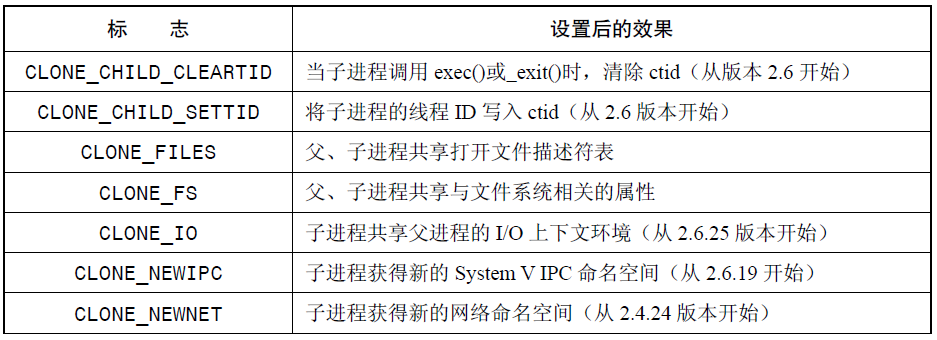 标 志 设置后的效果
CLONE_CHILD_CLEARTID 当子进程调用 exec()或_exit()时，清除 ctid（从版本 2.6 开始）
CLONE_CHILD_SETTID 将子进程的线程 ID 写入 ctid（从 2.6 版本开始）
CLONE_FILES 父、子进程共享打开文件描述符表
CLONE_FS 父、子进程共享与文件系统相关的属性
CLONE_IO 子进程共享父进程的 I/O 上下文环境（从 2.6.25 版本开始）
CLONE_NEWIPC 子进程获得新的 System V IPC 命名空间（从 2.6.19 开始）
CLONE_NEWNET 子进程获得新的网络命名空间（从 2.4.24 版本开始）